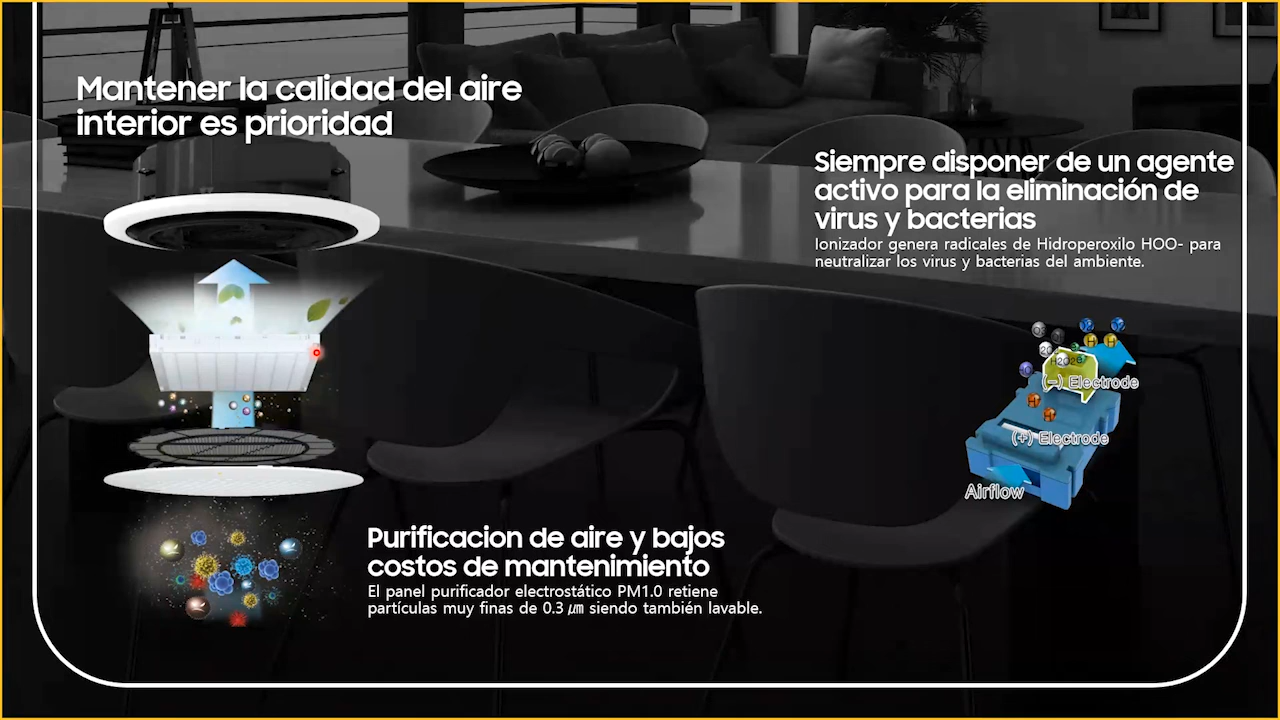 Mantener la calidad del aire
interior es prioridad
Siempre disponer de un agente
activo para la eliminación de
virus y bacterias
Ionizador genera radicales de Hidroperoxilo HOO- para
neutralizar los virus y bacterias del ambiente.
H
H
H2O2
(−) Electrode
H
H
(+) Electrode
Airflow
Purificacion de aire y bajos
costos de mantenimiento
El panel purificador electrostático PM1.0 retiene
partículas muy finas de 0.3 ㎛ siendo también lavable.